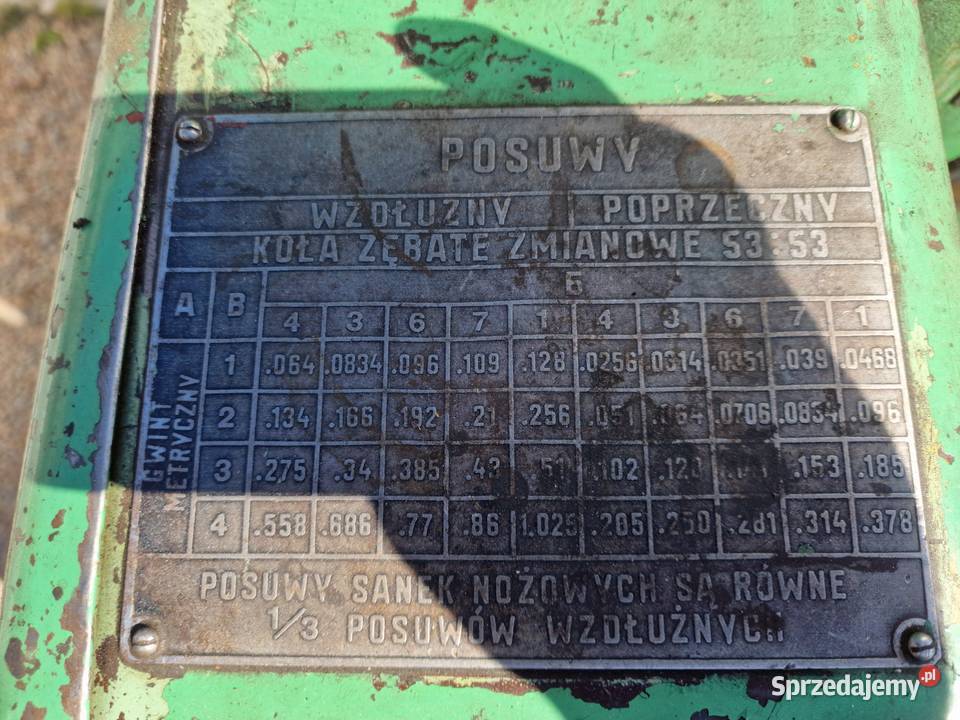 POSUWY
WZDŁUŻNY POPRZECZNY
KOŁA ZĘBATE ZMIANOWE 53:53
A B
4 3 6 7 1 4 3 6 7 1
GWINT METRYCZNY
1 .064 .0834 .096 .109 .128 .0256 .0314 .0351 .039 .0468
2 .134 .166 .192 .21 .256 .051 .064 .0706 .0834 .096
3 .275 .34 .385 .43 .51 .102 .153 .185
4 .558 .686 .77 .86 1.025 .205 .250 .281 .314 .378
POSUWY SANEK NOŻOWYCH SĄ RÓWNE
1/3 POSUWÓW WZDŁUŻNYCH
Sprzedajemy.pl